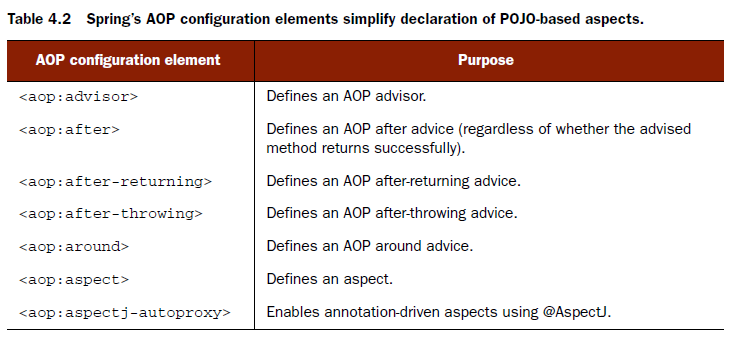 Table 4.2 Spring's AOP configuration elements simplify declaration of POJO-based aspects.
AOP configuration element Purpose
<aop:advisor> Defines an AOP advisor.
<aop:after> Defines an AOP after advice (regardless of whether the advised
method returns successfully).
<aop:after-returning> Defines an AOP after-returning advice.
<aop:after-throwing> Defines an AOP after-throwing advice.
<aop:around> Defines an AOP around advice.
<aop:aspect> Defines an aspect.
<aop:aspectj-autoproxy> Enables annotation-driven aspects using @AspectJ.